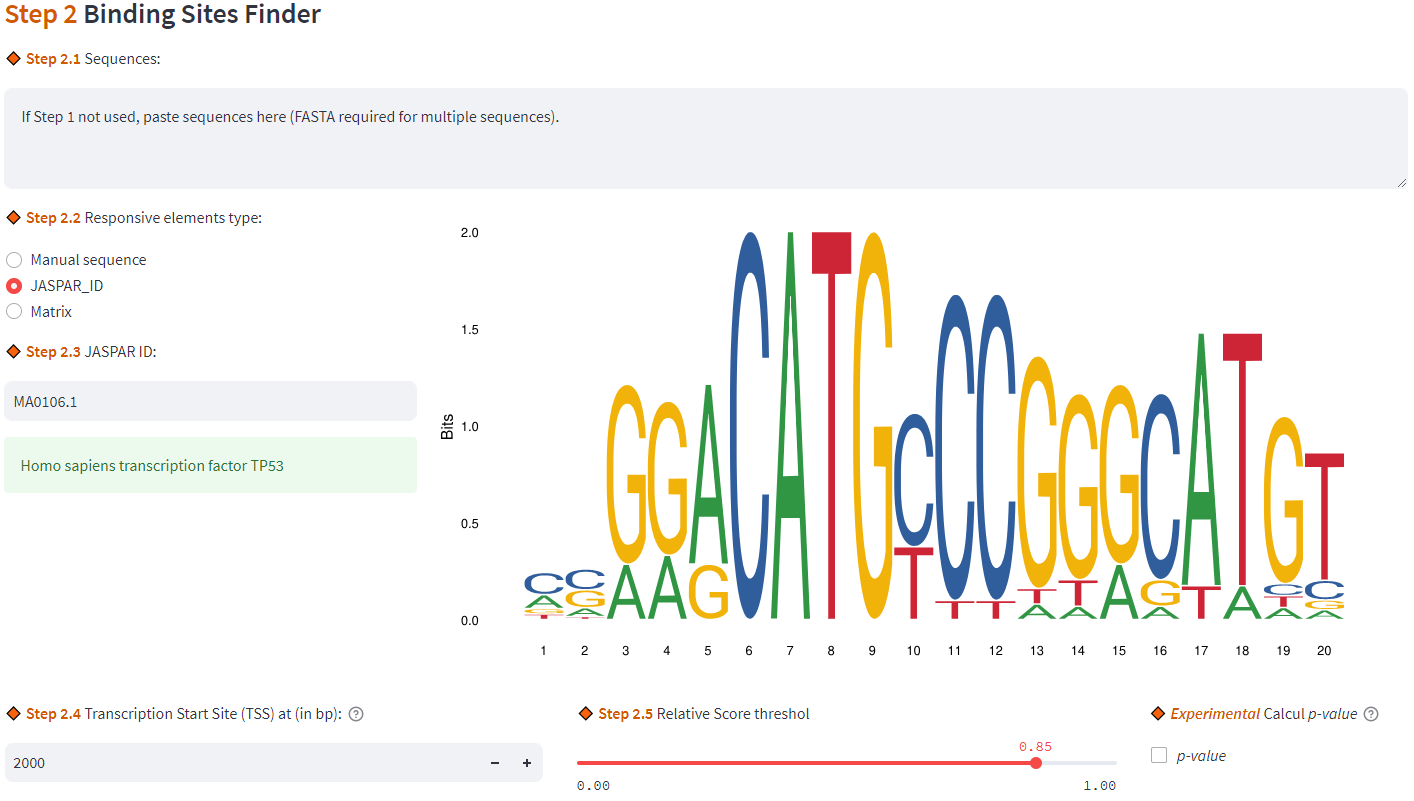 Step 2 Binding Sites Finder
Step 2.1 Sequences:
If Step 1 not used, paste sequences here (FASTA required for multiple sequences).
Step 2.2 Responsive elements type:
Manual sequence
JASPAR_ID
Matrix
Step 2.3 JASPAR ID:
MA0106.1
Homo sapiens transcription factor TP53
Bits
2.0
1.5
1.0
0.5
0.0
C A G T
C G A T
G A
G A
A G
C
A
T
G
C T
C T
C T
G T A
G T A
G A
C G A
A T
T A
G C T A
T C G A
1 2 3 4 5 6 7 8 9 10 11 12 13 14 15 16 17 18 19 20
Step 2.4 Transcription Start Site (TSS) at (in bp): ?
2000 - +
Step 2.5 Relative Score threshol
0.85
0.00 1.00
Experimental Calcul p-value ?
p-value